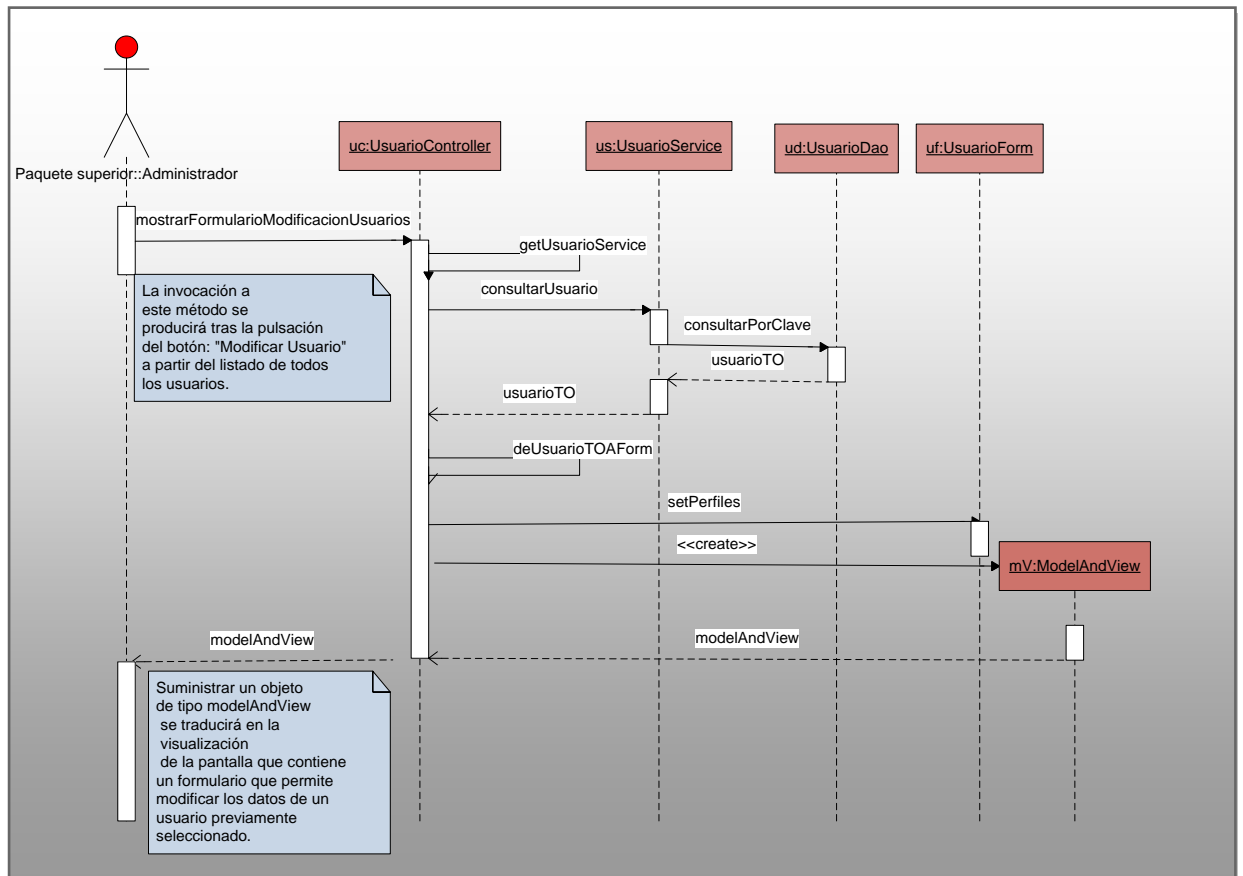 uc:UsuarioController
us:UsuarioService
ud:UsuarioDao
uf:UsuarioForm
Paquete superior::Administrador
mostrarFormularioModificacionUsuarios
getUsuarioService
La invocación a
este método se
producirá tras la pulsación
del botón: "Modificar Usuario"
a partir del listado de todos
los usuarios.
consultarUsuario
consultarPorClave
usuarioTO
usuarioTO
deUsuarioTOAForm
setPerfiles
<<create>>
mV:ModelAndView
modelAndView
modelAndView
Suministrar un objeto
de tipo modelAndView
se traducirá en la
visualización
de la pantalla que contiene
un formulario que permite
modificar los datos de un
usuario previamente
seleccionado.